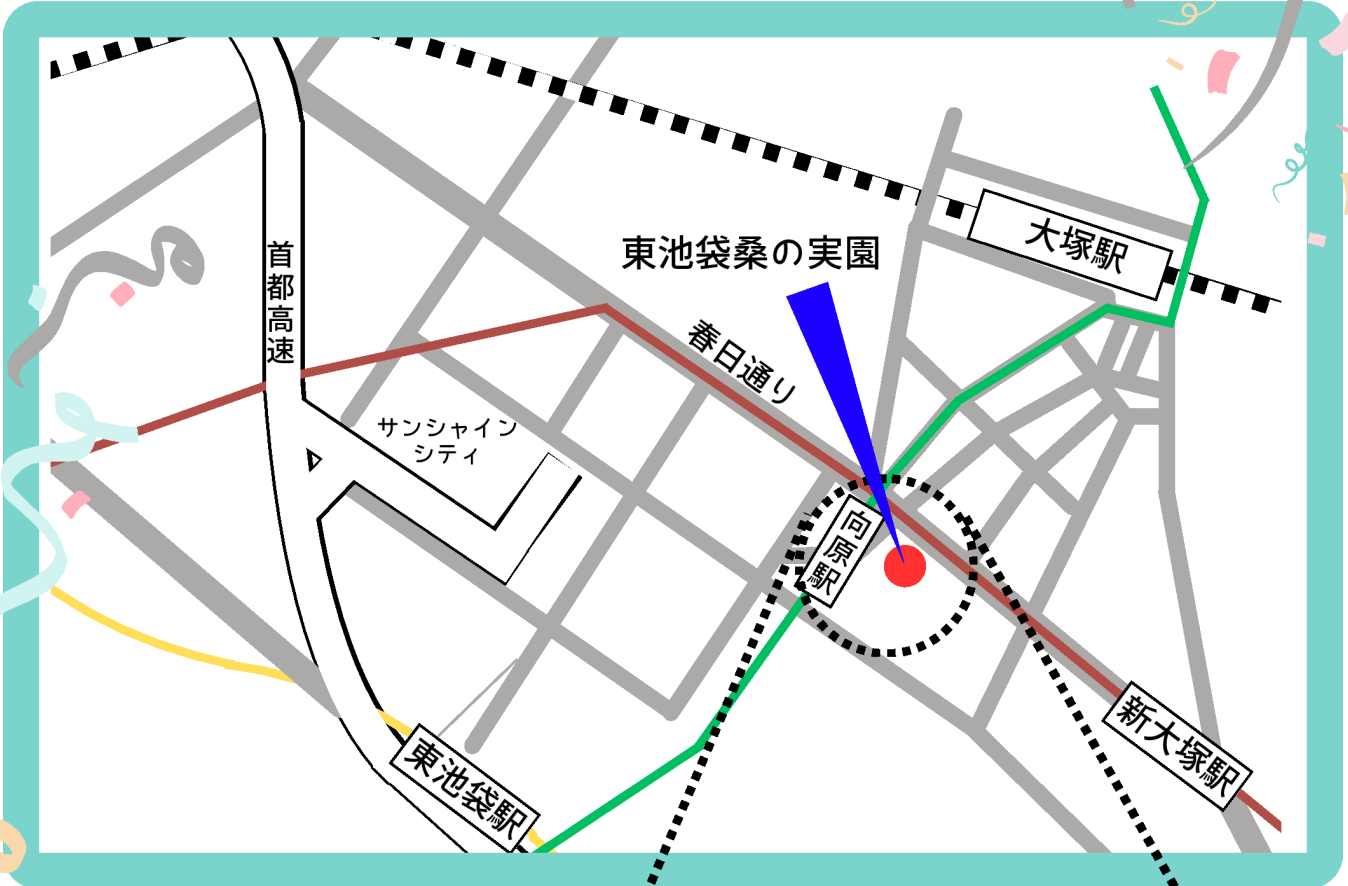 大塚駅
東池袋桑の実園
首都高速
春日通り
サンシャイン
シティ
向原駅
新大塚駅
東池袋駅